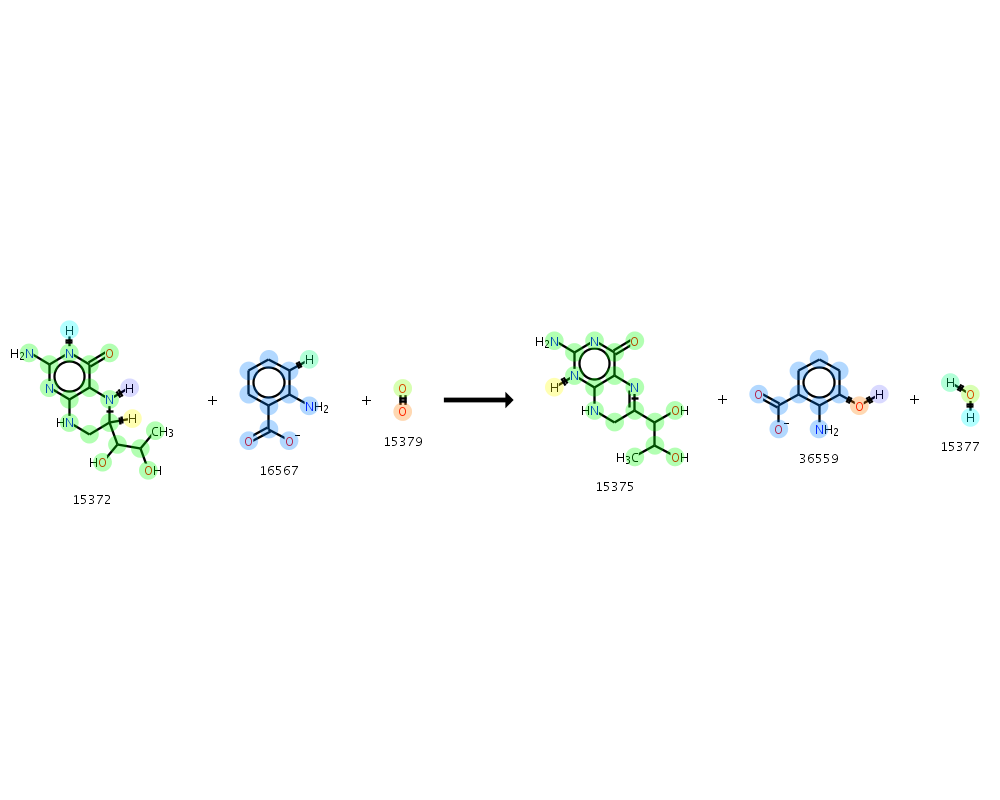 H
H₂N
N
O
N
N
H
HN
H
CH₃
HO
OH
15372
+
H
NH₂
O
O⁻
16567
+
O
O
15379
H₂N
N
O
H
N
N
HN
OH
H₃C
OH
15375
+
O
O⁻
NH₂
O
H
36559
+
H
O
H
15377